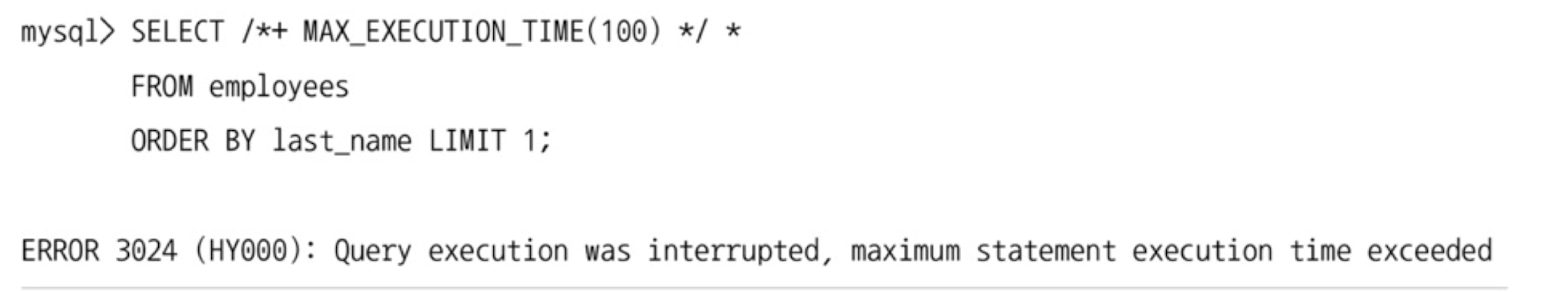 mysql> SELECT /*+ MAX_EXECUTION_TIME(100) */ *
FROM employees
ORDER BY last_name LIMIT 1;
ERROR 3024 (HY000): Query execution was interrupted, maximum statement execution time exceeded